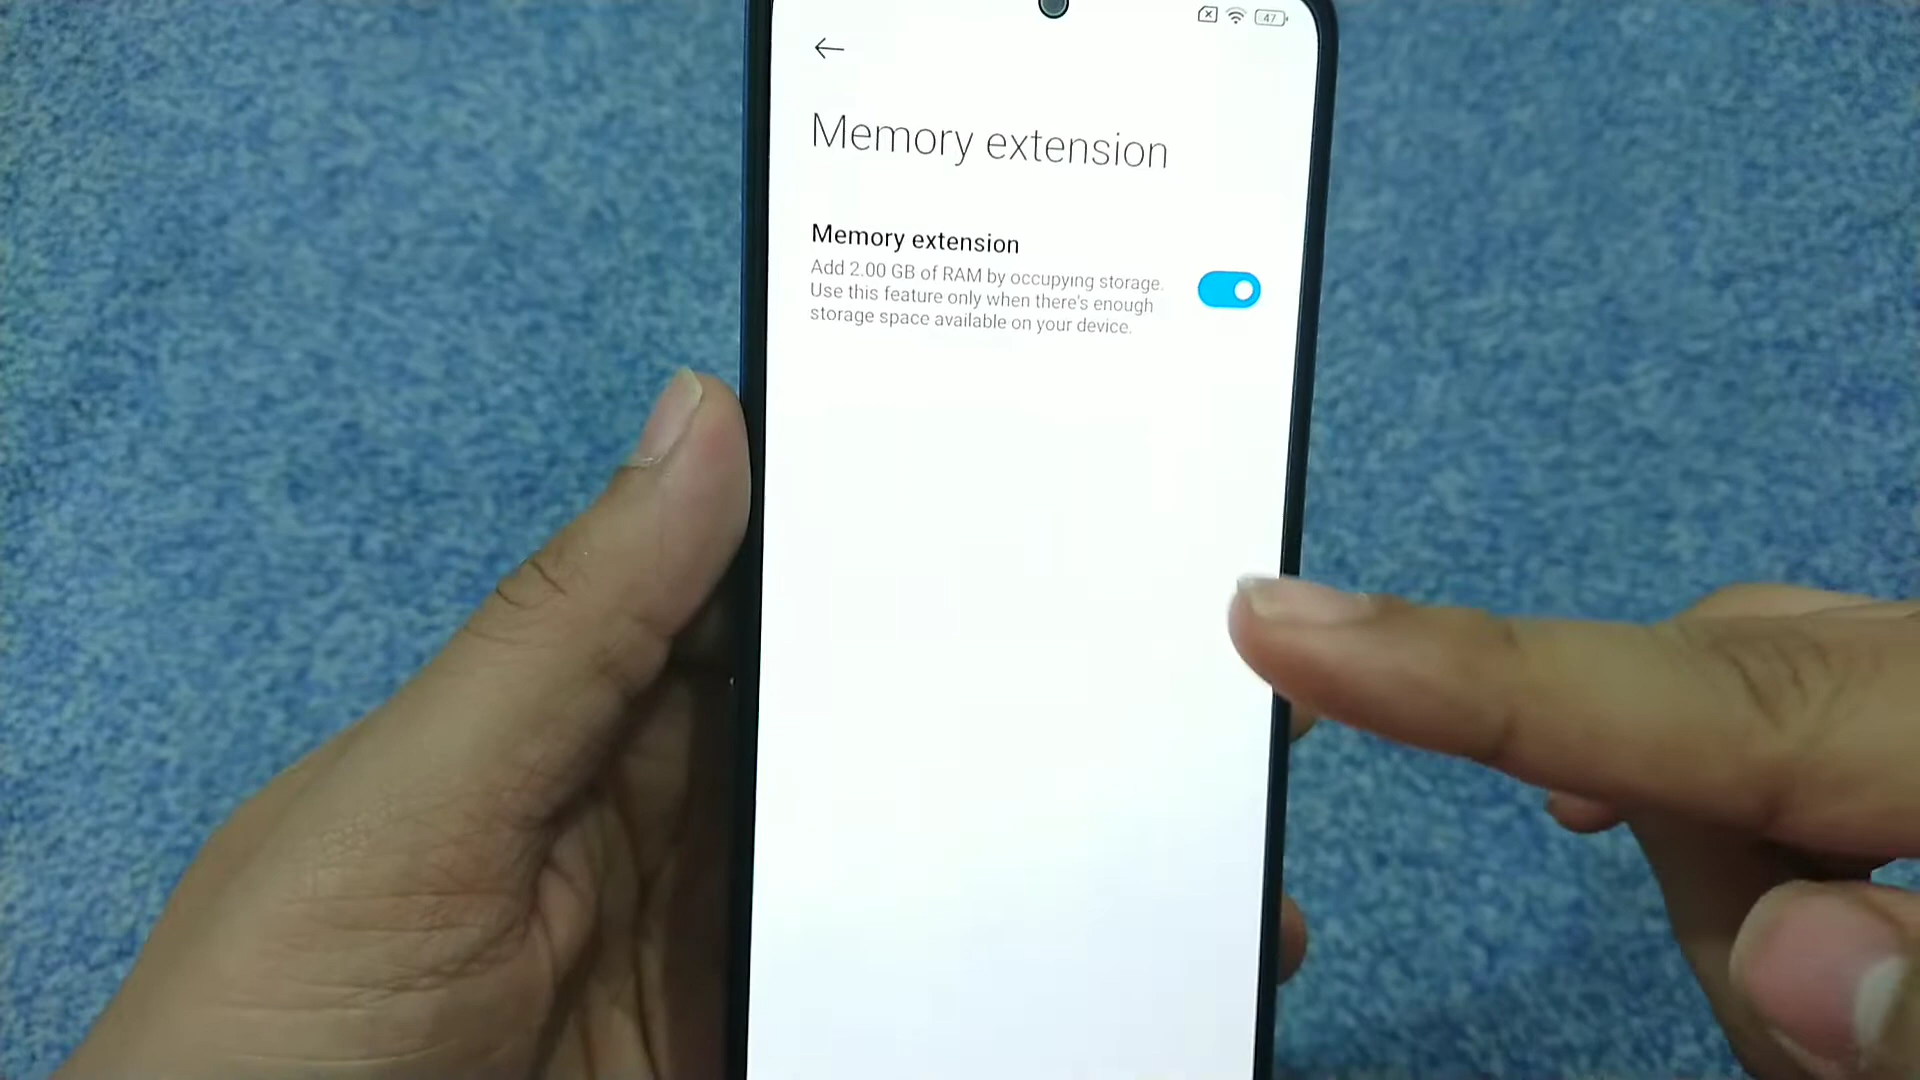 47
Memory extension
Memory extension
Add 2.00 GB of RAM by occupying storage.
Use this feature only when there's enough
storage space available on your device.